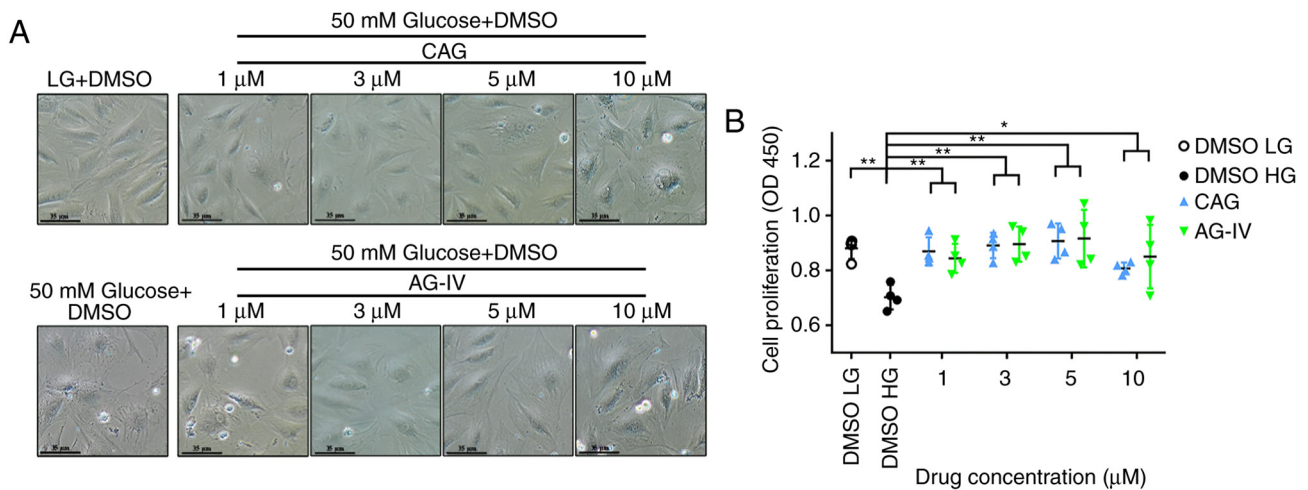 A
50 mM Glucose+DMSO
CAG
LG+DMSO
1 μM
3 μM
5 μM
10 μM
35 μm
35 μm
35 μm
35 μm
35 μm
50 mM Glucose+DMSO
AG-IV
50 mM Glucose+
DMSO
1 μM
3 μM
5 μM
10 μM
35 μm
35 μm
35 μm
35 μm
35 μm
B
Cell proliferation (OD 450)
1.2
1.0
0.8
0.6
**
**
**
**
*
DMSO LG
DMSO HG
1
3
5
10
Drug concentration (μM)
DMSO LG
DMSO HG
CAG
AG-IV